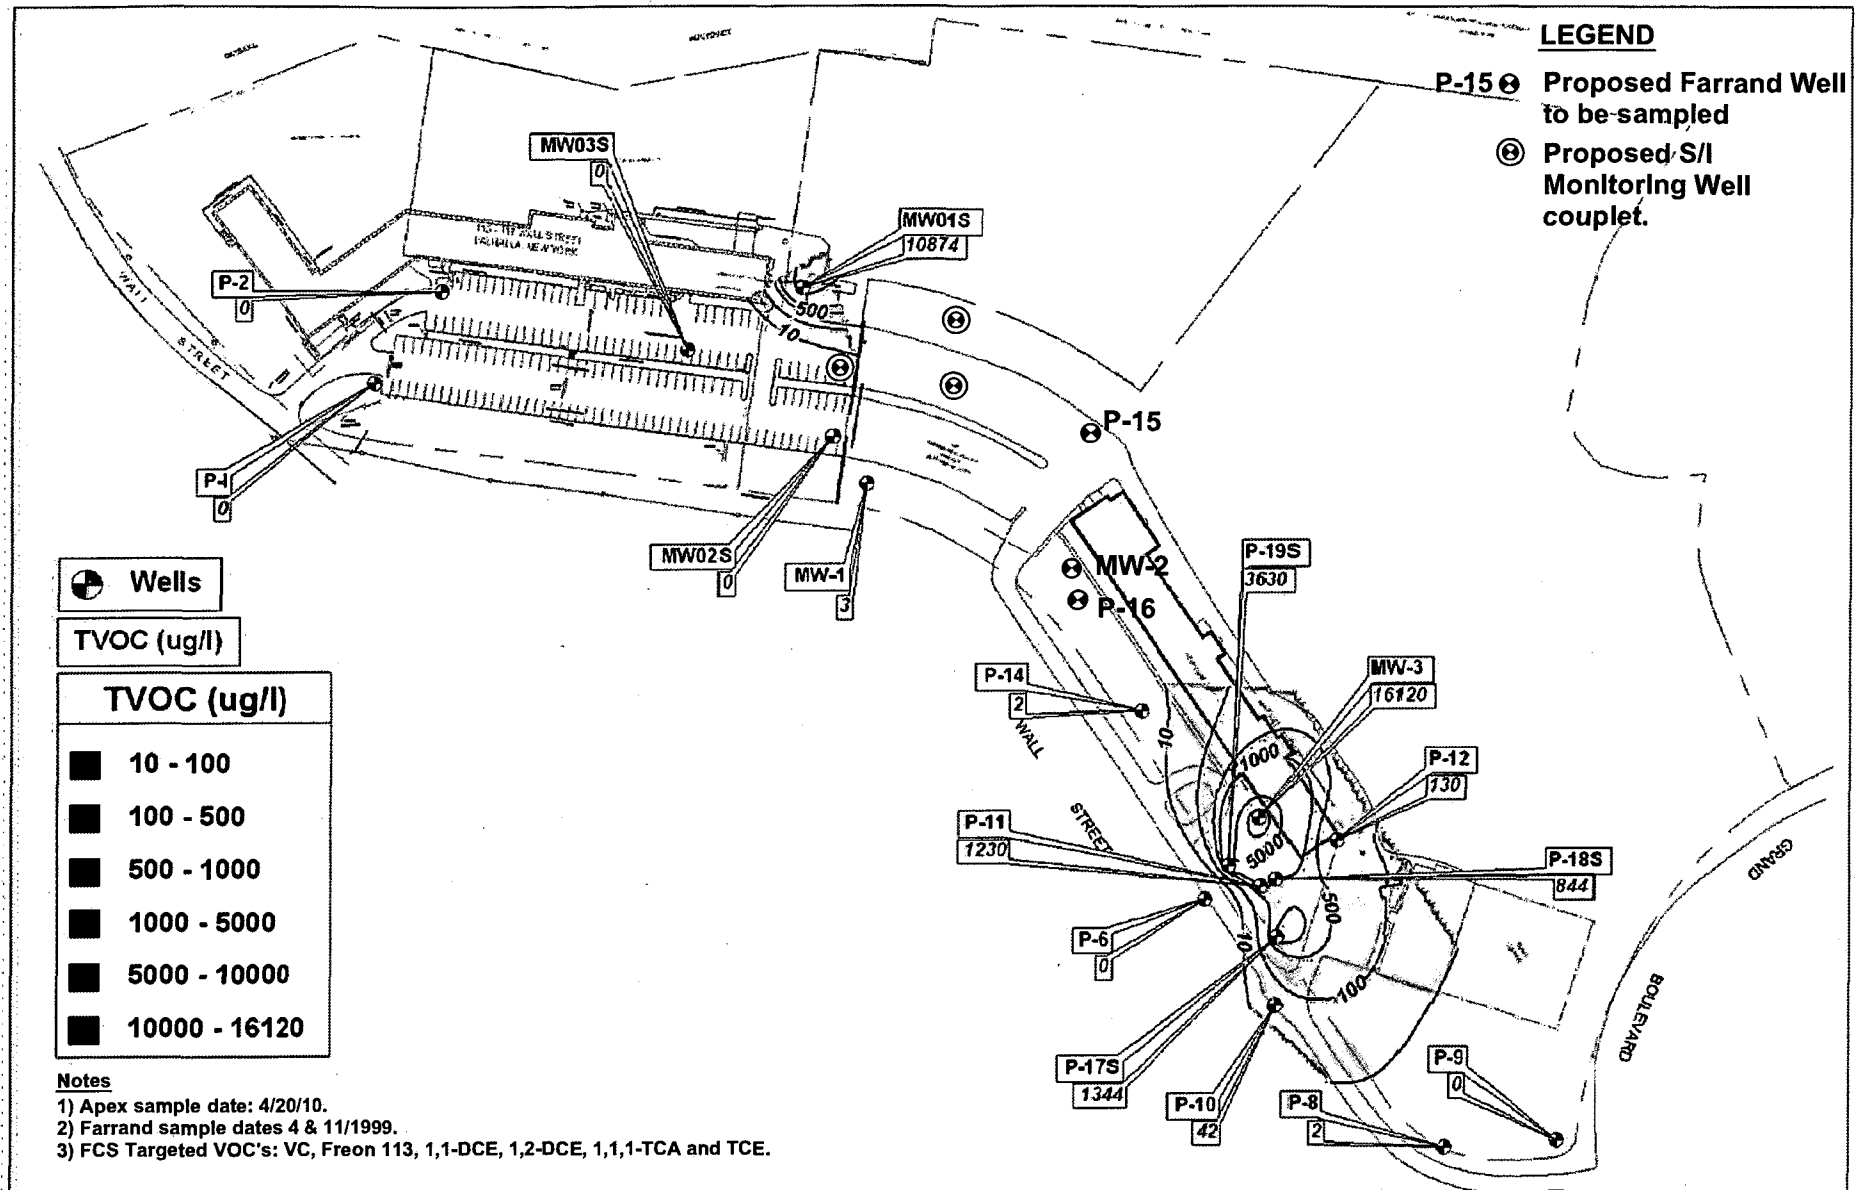 LEGEND
P-15 Proposed Farrand Well
to be sampled
Proposed S/I
Monitoring Well
couplet.
MW03S
0
MW01S
10874
WALL STREET
VALHALLA, NEW YORK
P-2
0
500
10
WALL
STREET
P-15
P-1
0
MW02S
0
MW-1
3
MW-2
P-16
P-19S
3630
Wells
TVOC (ug/l)
TVOC (ug/l)
10 - 100
100 - 500
500 - 1000
1000 - 5000
5000 - 10000
10000 - 16120
MW-3
16120
P-14
2
WALL
STREET
10
1000
P-12
130
P-11
1230
5000
P-18S
844
500
P-6
0
10
100
GRAND
BOULEVARD
P-17S
1344
P-10
42
P-8
2
P-9
0
Notes
1) Apex sample date: 4/20/10.
2) Farrand sample dates 4 & 11/1999.
3) FCS Targeted VOC's: VC, Freon 113, 1,1-DCE, 1,2-DCE, 1,1,1-TCA and TCE.